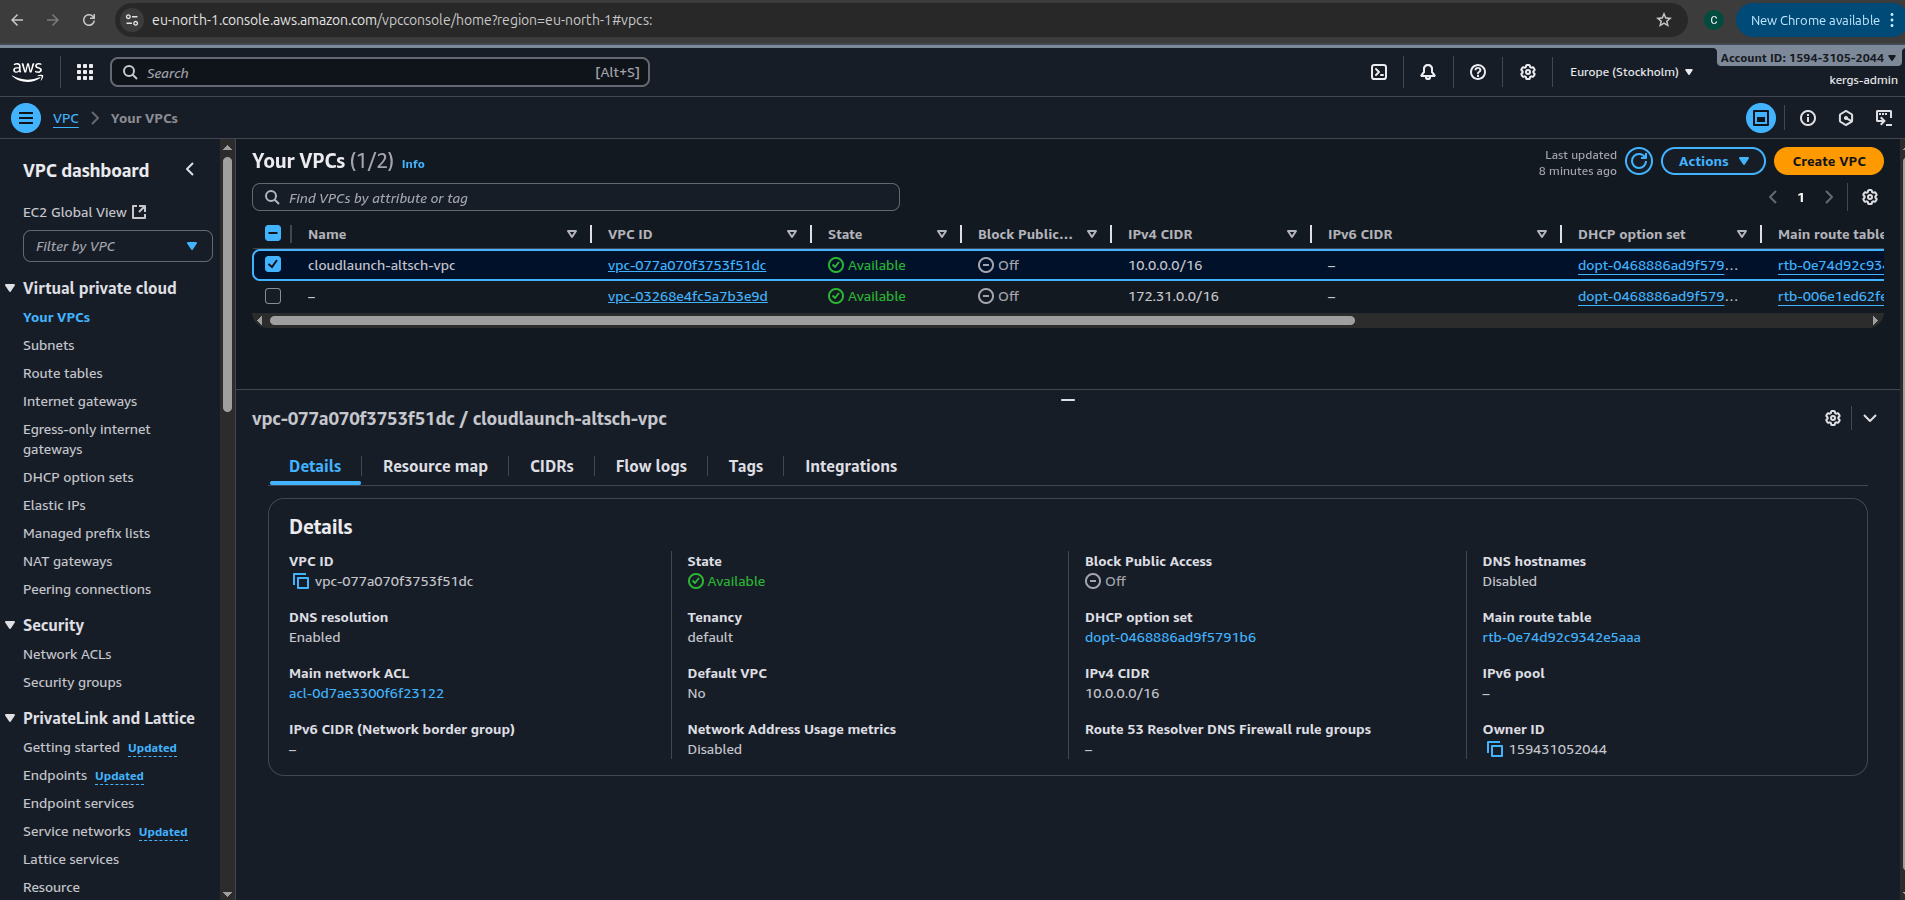 eu-north-1.console.aws.amazon.com/vpcconsole/home?region=eu-north-1#vpcs:
C
New Chrome available
aws
Search
[Alt+S]
Europe (Stockholm)
Account ID: 1594-3105-2044
kergs-admin
VPC
Your VPCs
VPC dashboard
EC2 Global View
Filter by VPC
Virtual private cloud
Your VPCs
Subnets
Route tables
Internet gateways
Egress-only internet
gateways
DHCP option sets
Elastic IPs
Managed prefix lists
NAT gateways
Peering connections
Security
Network ACLs
Security groups
PrivateLink and Lattice
Getting started Updated
Endpoints Updated
Endpoint services
Service networks Updated
Lattice services
Resource
Your VPCs (1/2) Info
Last updated
8 minutes ago
Actions
Create VPC
Find VPCs by attribute or tag
1
Name VPC ID State Block Public... IPv4 CIDR IPv6 CIDR DHCP option set Main route table
cloudlaunch-altsch-vpc vpc-077a070f3753f51dc Available Off 10.0.0.0/16 – dopt-0468886ad9f579... rtb-0e74d92c934
– vpc-03268e4fc5a7b3e9d Available Off 172.31.0.0/16 – dopt-0468886ad9f579... rtb-006e1ed62fe
vpc-077a070f3753f51dc / cloudlaunch-altsch-vpc
Details Resource map CIDRs Flow logs Tags Integrations
Details
VPC ID
vpc-077a070f3753f51dc
State
Available
Block Public Access
Off
DNS hostnames
Disabled
DNS resolution
Enabled
Tenancy
default
DHCP option set
dopt-0468886ad9f5791b6
Main route table
rtb-0e74d92c9342e5aaa
Main network ACL
acl-0d7ae3300f6f23122
Default VPC
No
IPv4 CIDR
10.0.0.0/16
IPv6 pool
–
IPv6 CIDR (Network border group)
–
Network Address Usage metrics
Disabled
Route 53 Resolver DNS Firewall rule groups
–
Owner ID
159431052044